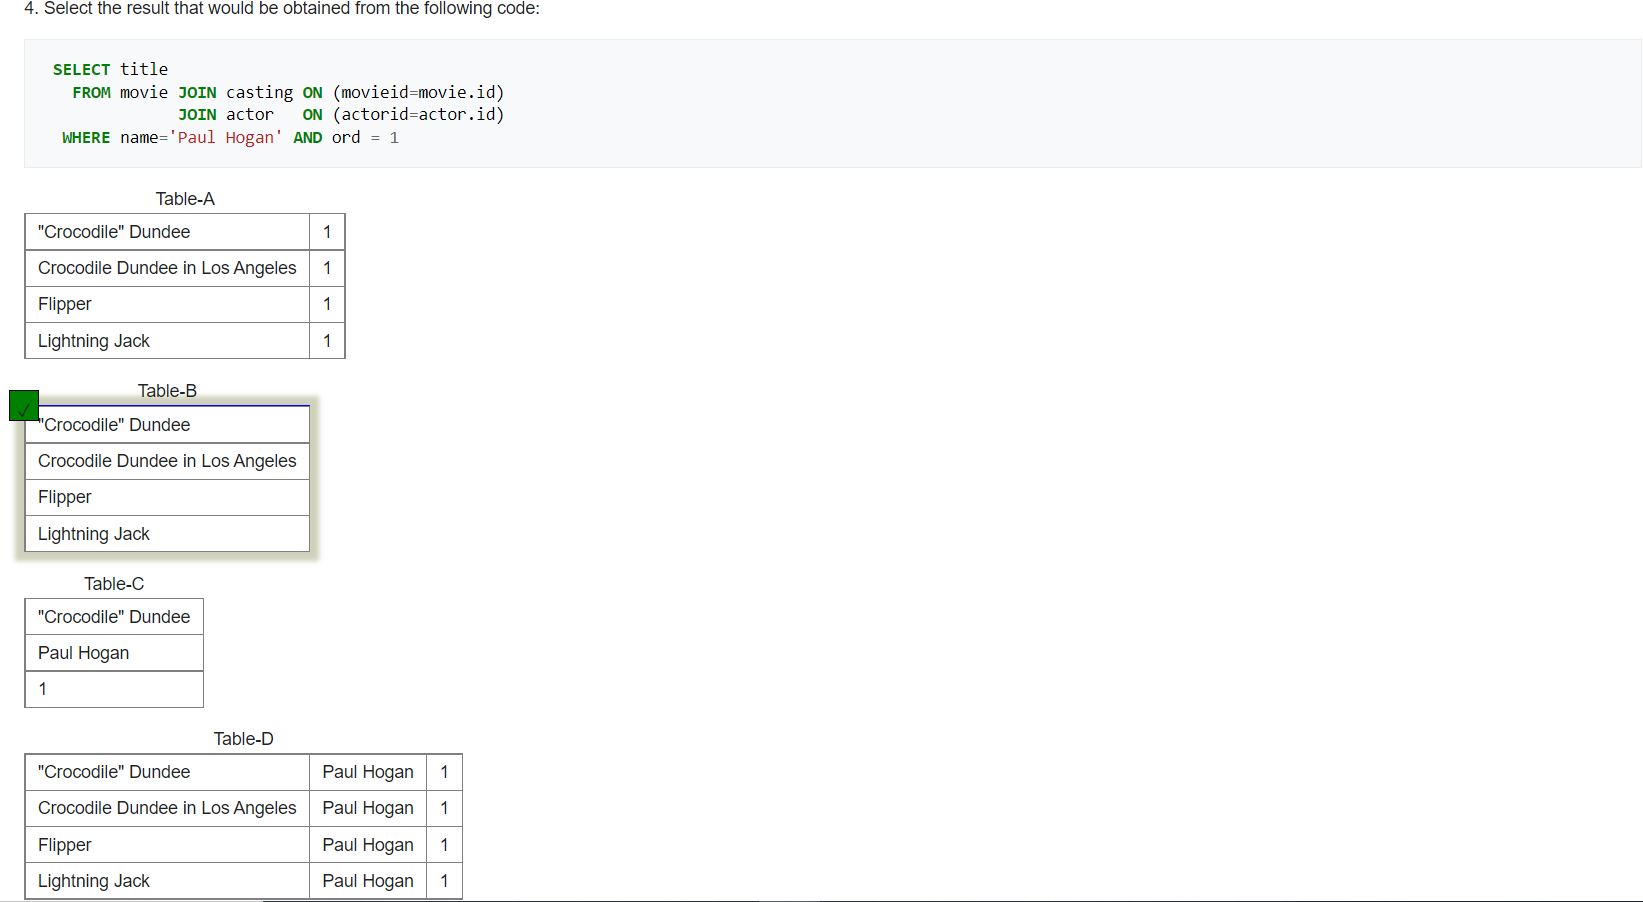 4. Select the result that would be obtained from the following code:
SELECT title
FROM movie JOIN casting ON (movieid=movie.id)
JOIN actor ON (actorid=actor.id)
WHERE name='Paul Hogan' AND ord = 1
Table-A
"Crocodile" Dundee 1
Crocodile Dundee in Los Angeles 1
Flipper 1
Lightning Jack 1
Table-B
"Crocodile" Dundee
Crocodile Dundee in Los Angeles
Flipper
Lightning Jack
Table-C
"Crocodile" Dundee
Paul Hogan
1
Table-D
"Crocodile" Dundee Paul Hogan 1
Crocodile Dundee in Los Angeles Paul Hogan 1
Flipper Paul Hogan 1
Lightning Jack Paul Hogan 1